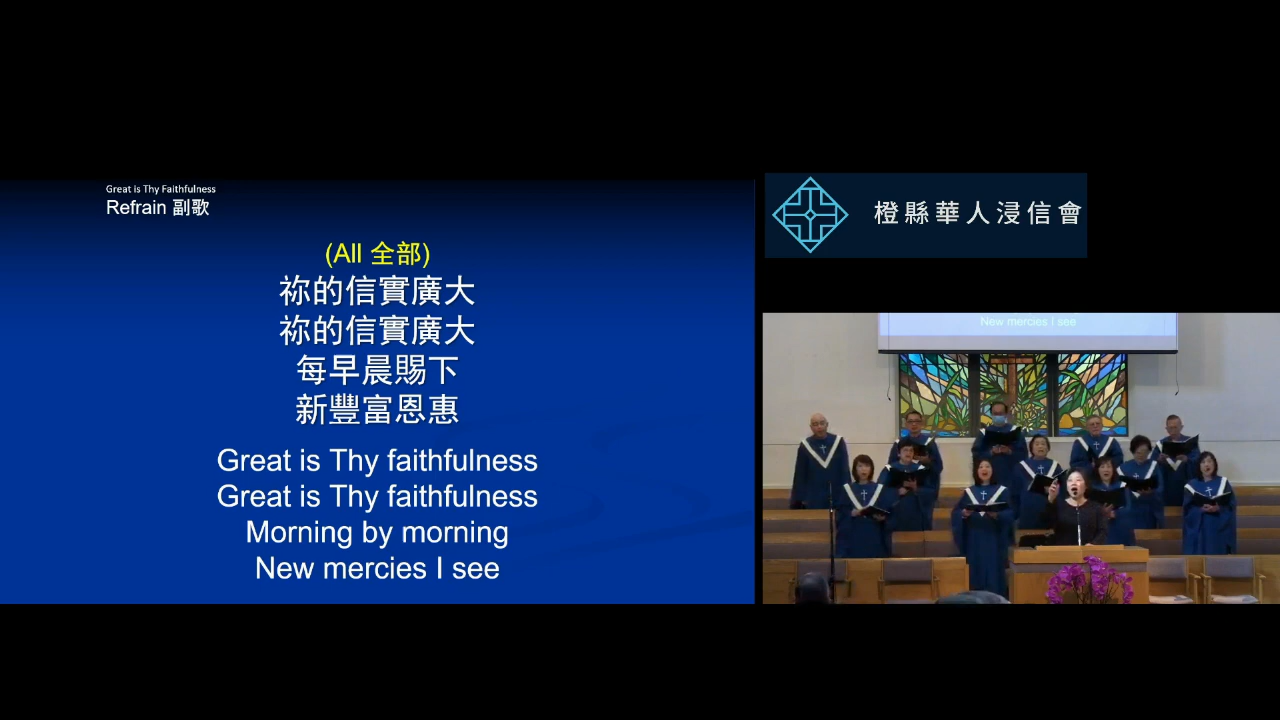 Great is Thy Faithfulness
Refrain 副歌
(All 全部)
祢的信實廣大
祢的信實廣大
每早晨賜下
新豐富恩惠
Great is Thy faithfulness
Great is Thy faithfulness
Morning by morning
New mercies I see
橙縣華人浸信會
New mercies I see